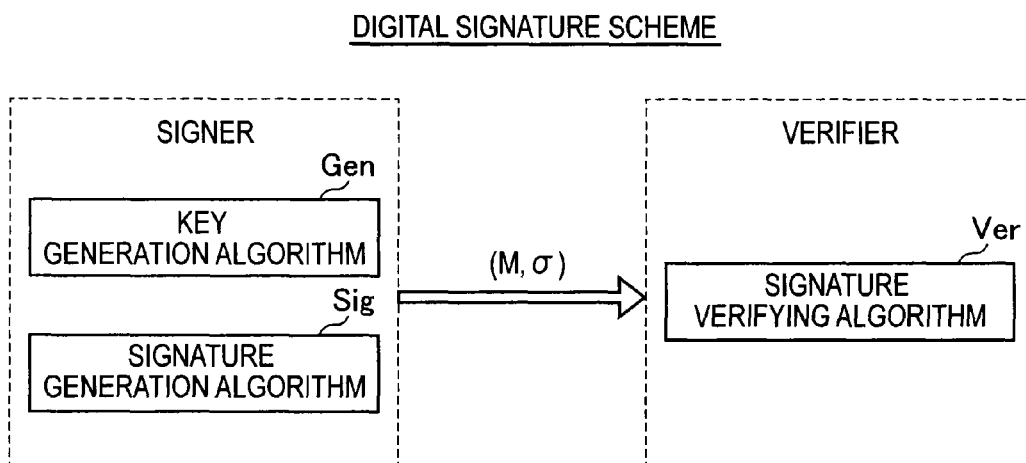 DIGITAL SIGNATURE SCHEME
SIGNER
Gen
KEY
GENERATION ALGORITHM
Sig
SIGNATURE
GENERATION ALGORITHM
(M, σ)
VERIFIER
Ver
SIGNATURE
VERIFYING ALGORITHM